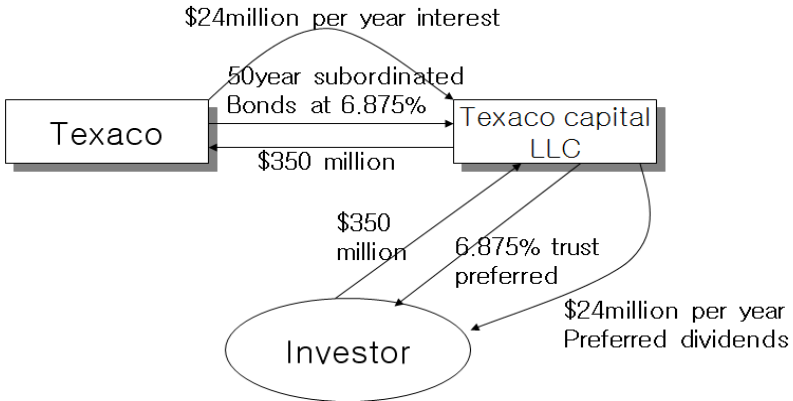 $24million per year interest
50year subordinated
Bonds at 6.875%
Texaco
Texaco capital
LLC
$350 million
$350
million
6.875% trust
preferred
$24million per year
Preferred dividends
Investor